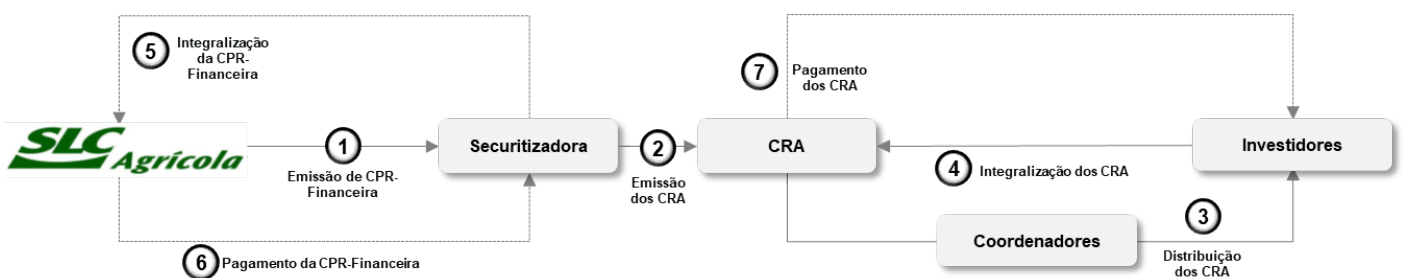 5
Integralização
da CPR-
Financeira
7
Pagamento
dos CRA
SLC
Agrícola
1
Emissão de CPR-
Financeira
Securitizadora
2
Emissão
dos CRA
CRA
4
Integralização dos CRA
Investidores
Coordenadores
3
Distribuição
dos CRA
6
Pagamento da CPR-Financeira